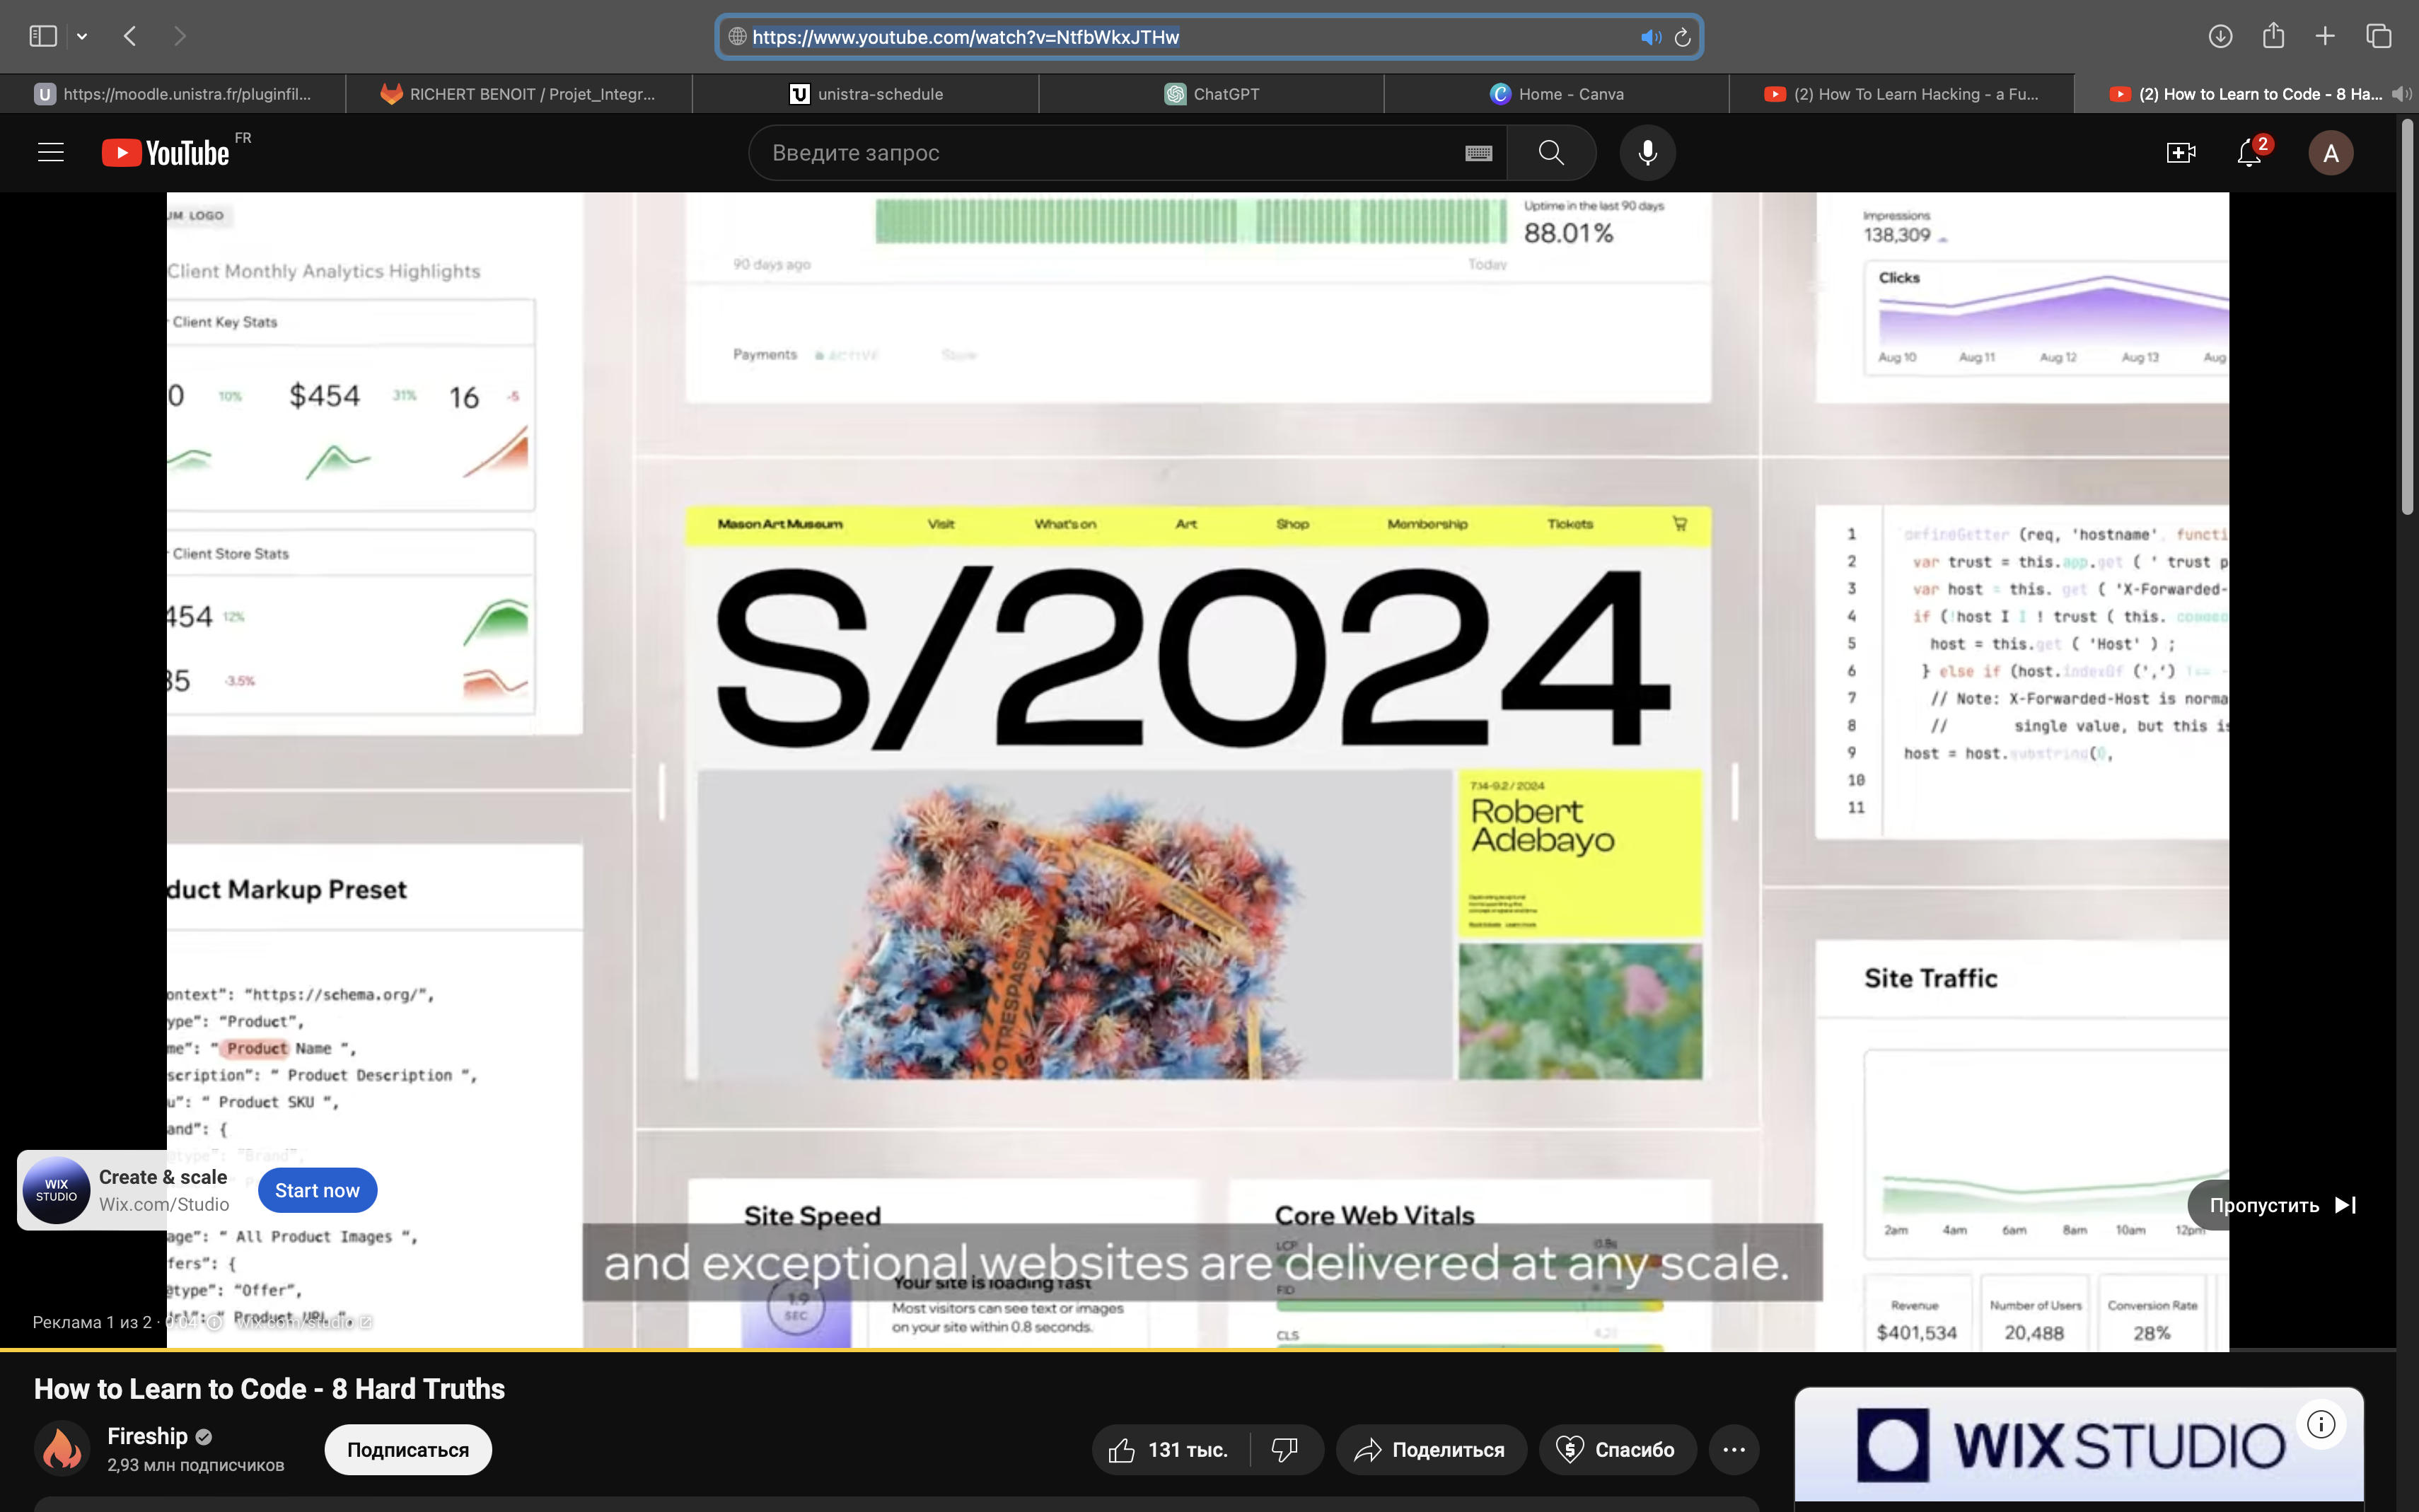 https://www.youtube.com/watch?v=NtfbWkxJTHw
U https://moodle.unistra.fr/pluginfil...
RICHERT BENOIT / Projet_Integr...
U unistra-schedule
ChatGPT
C Home - Canva
(2) How To Learn Hacking - a Fu...
(2) How to Learn to Code - 8 Ha...
YouTube FR
Введите запрос
2
A
UM LOGO
Client Monthly Analytics Highlights
Client Key Stats
0 10% $454 31% 16 -5
Client Store Stats
454 12%
35 -3.5%
Uptime in the last 90 days
88.01%
90 days ago Today
Payments ACTIVE
Impressions
138,309
Clicks
Aug 10 Aug 11 Aug 12 Aug 13 Aug
Mason Art Museum Visit What's on Art Shop Membership Tickets
S/2024
7.14-9.2 / 2024
Robert
Adebayo
O TRESPASSIN
1 defineGetter (req, 'hostname', functi
2 var trust = this.app.get ( ' trust p
3 var host = this. get ( 'X-Forwarded-
4 if (!host I I ! trust ( this.
5 host = this.get ( 'Host' ) ;
6 } else if (host.indexOf (',')
7 // Note: X-Forwarded-Host is norma
8 // single value, but this is
9 host = host.substring(0,
10
11
duct Markup Preset
ontext": "https://schema.org/",
ype": "Product",
me": " Product Name ",
scription": " Product Description ",
u": " Product SKU ",
and": {
@type": "Brand",
age": " All Product Images ",
fers": {
@type": "Offer",
url": " Product URL ",
WIX
STUDIO
Create & scale
Wix.com/Studio
Start now
Site Speed
1.9
SEC
Your site is loading fast
Most visitors can see text or images
on your site within 0.8 seconds.
Core Web Vitals
LCP 0.8s
FID
CLS
and exceptional websites are delivered at any scale.
Site Traffic
2am 4am 6am 8am 10am 12pm
Revenue
$401,534
Number of Users
20,488
Conversion Rate
28%
Пропустить
Реклама 1 из 2 · 0:04 wix.com/studio
How to Learn to Code - 8 Hard Truths
Fireship
2,93 млн подписчиков
Подписаться
131 тыс.
Поделиться
Спасибо
WIX STUDIO